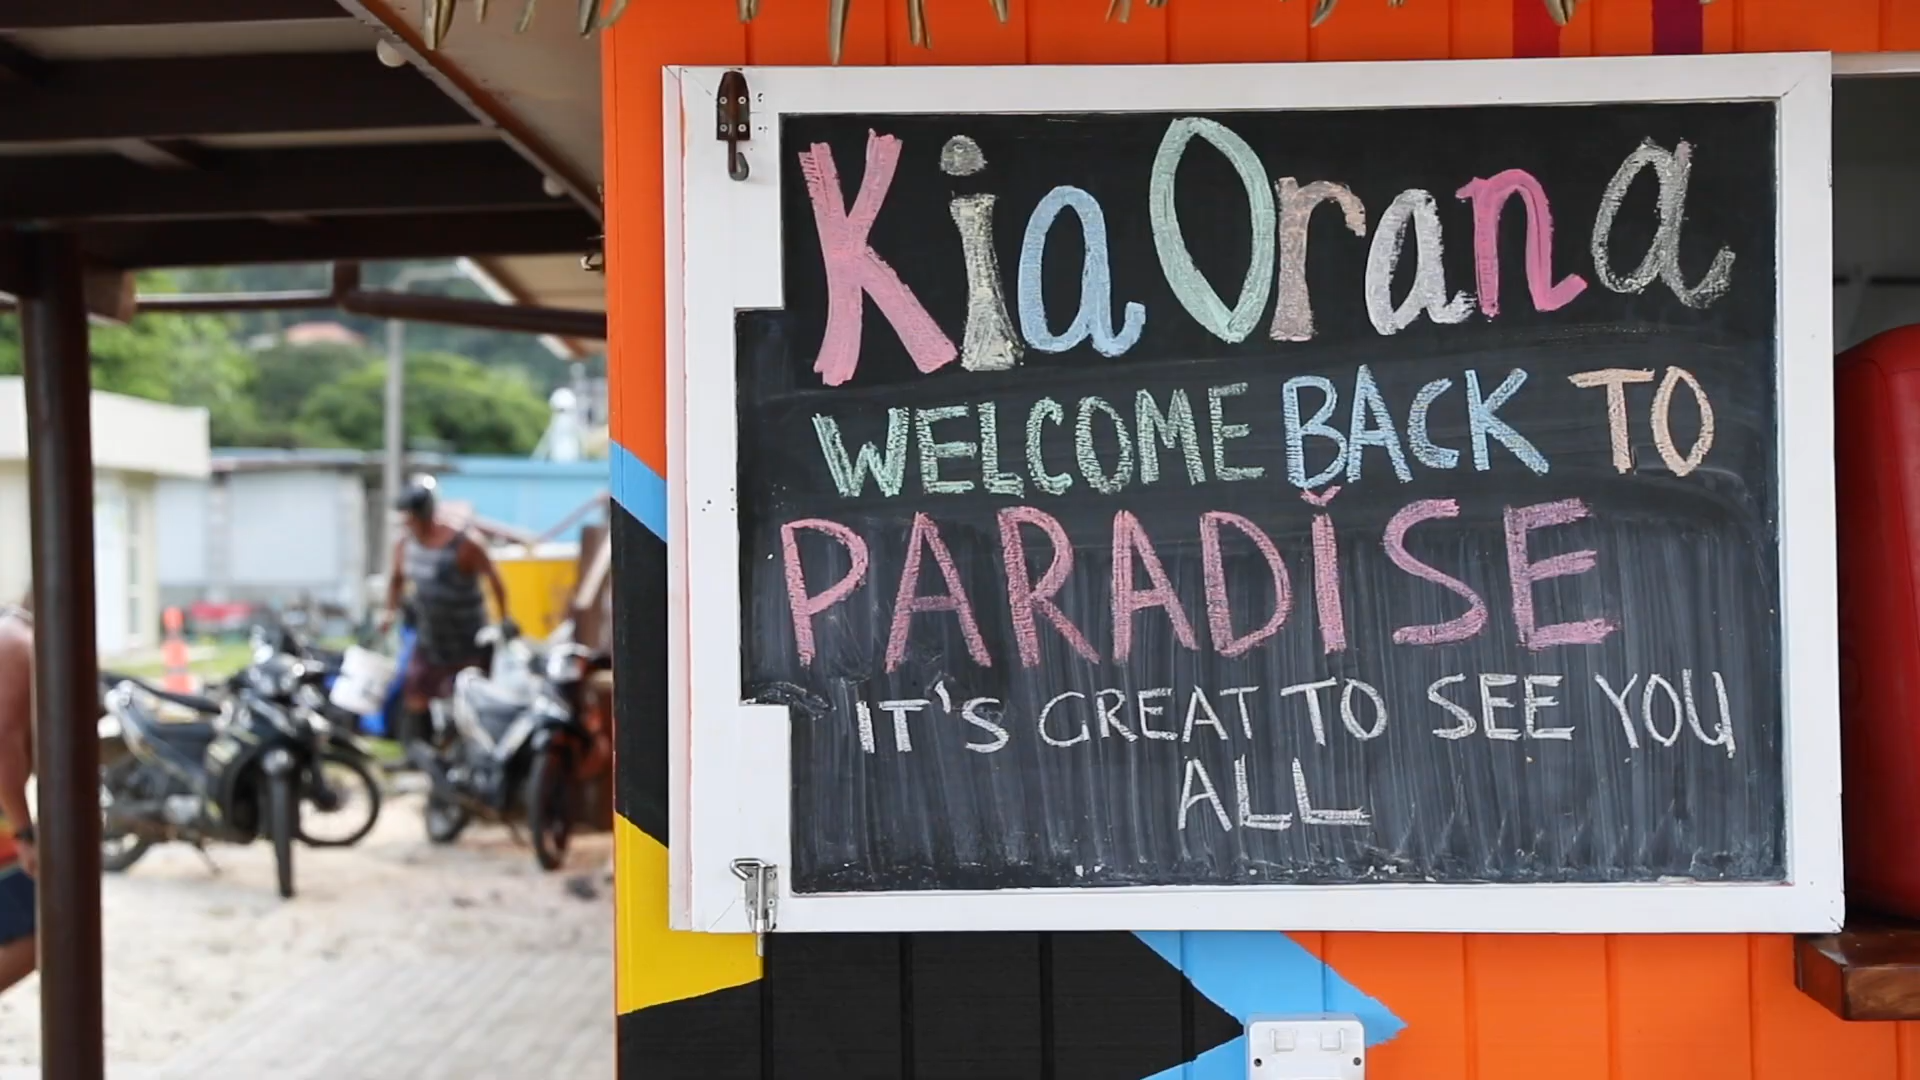 Kia Orana
WELCOME BACK TO
PARADISE
IT'S GREAT TO SEE YOU
ALL